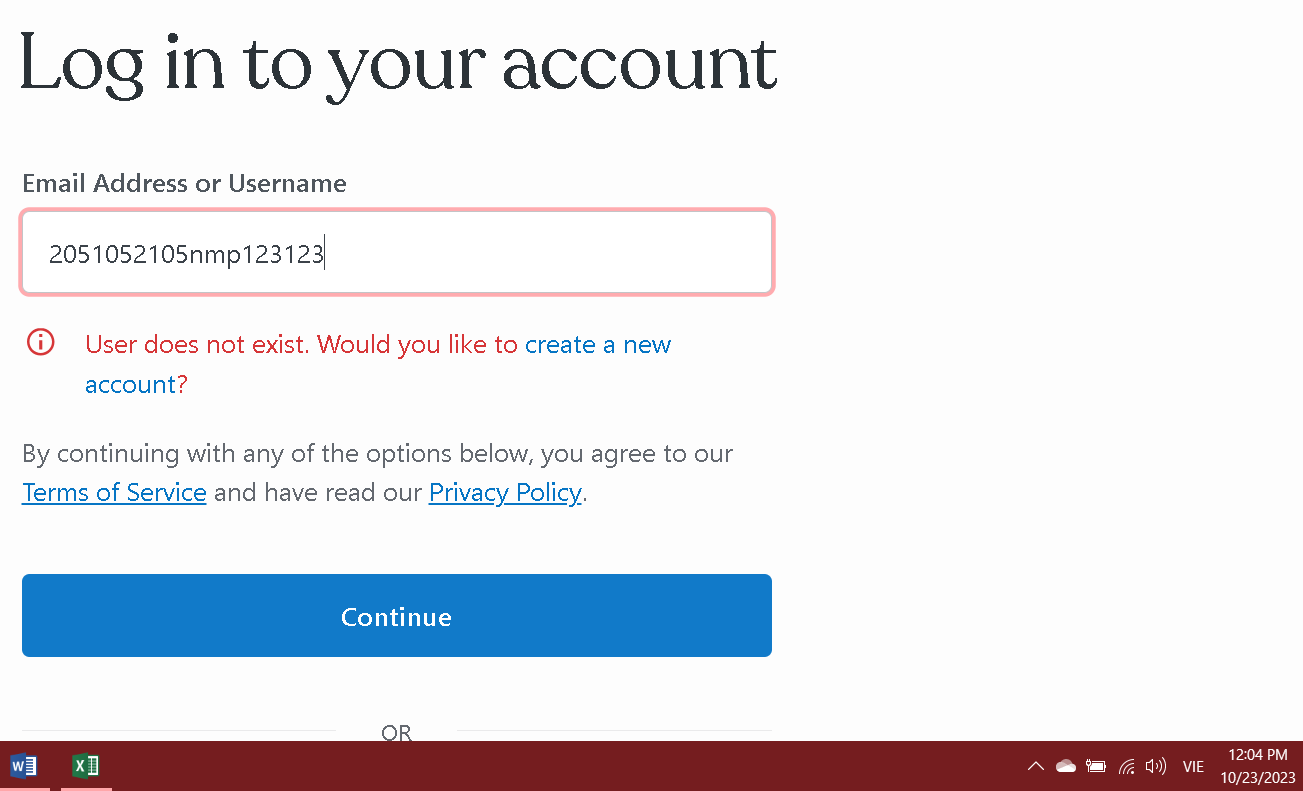 Log in to your account
Email Address or Username
2051052105nmp123123
User does not exist. Would you like to create a new
account?
By continuing with any of the options below, you agree to our
Terms of Service and have read our Privacy Policy.
Continue
OR
W
X
VIE
12:04 PM
10/23/2023